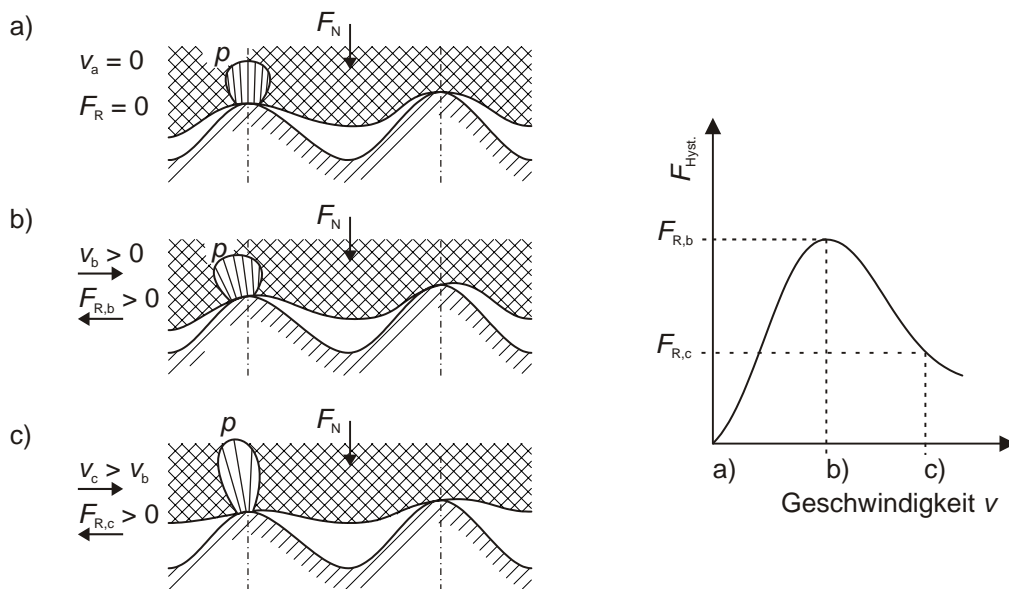 a)
v_a = 0
F_R = 0
p
F_N
b)
v_b > 0
F_R,b > 0
p
F_N
c)
v_c > v_b
F_R,c > 0
p
F_N
F_Hyst.
F_R,b
F_R,c
a) b) c)
Geschwindigkeit v